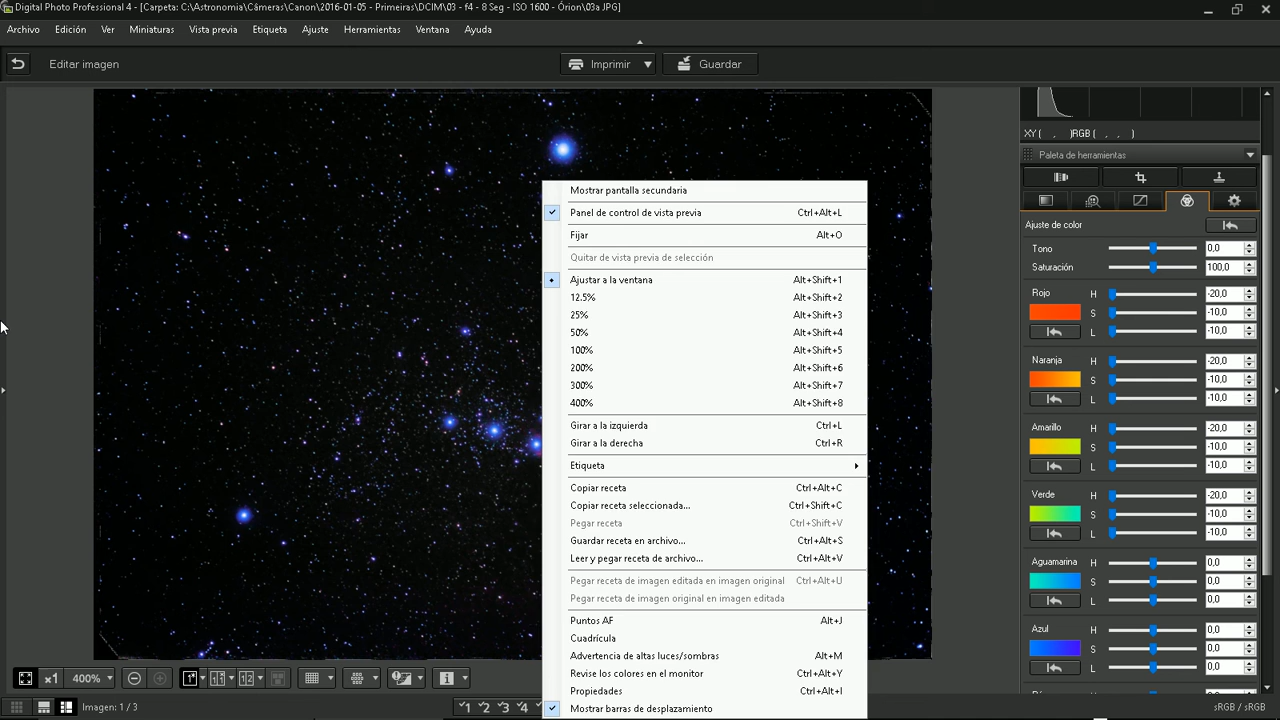 Digital Photo Professional 4 - [Carpeta: C:\Astronomia\Câmeras\Canon\2016-01-05 - Primeiras\DCIM\03 - f4 - 8 Seg - ISO 1600 - Órion\03a JPG]
Archivo Edición Ver Miniaturas Vista previa Etiqueta Ajuste Herramientas Ventana Ayuda
Editar imagen Imprimir Guardar
XY( , )RGB( , , )
Paleta de herramientas
Ajuste de color
Tono 0,0
Saturación 100,0
Rojo H -20,0
S -10,0
L -10,0
Naranja H -20,0
S -10,0
L -10,0
Amarillo H -20,0
S -10,0
L -10,0
Verde H -20,0
S -10,0
L -10,0
Aguamarina H 0,0
S 0,0
L 0,0
Azul H 0,0
S 0,0
L 0,0
Mostrar pantalla secundaria
Panel de control de vista previa Ctrl+Alt+L
Fijar Alt+O
Quitar de vista previa de selección
Ajustar a la ventana Alt+Shift+1
12.5% Alt+Shift+2
25% Alt+Shift+3
50% Alt+Shift+4
100% Alt+Shift+5
200% Alt+Shift+6
300% Alt+Shift+7
400% Alt+Shift+8
Girar a la izquierda Ctrl+L
Girar a la derecha Ctrl+R
Etiqueta
Copiar receta Ctrl+Alt+C
Copiar receta seleccionada... Ctrl+Shift+C
Pegar receta Ctrl+Shift+V
Guardar receta en archivo... Ctrl+Alt+S
Leer y pegar receta de archivo... Ctrl+Alt+V
Pegar receta de imagen editada en imagen original Ctrl+Alt+U
Pegar receta de imagen original en imagen editada
Puntos AF Alt+J
Cuadrícula
Advertencia de altas luces/sombras Alt+M
Revise los colores en el monitor Ctrl+Alt+Y
Propiedades Ctrl+Alt+I
Mostrar barras de desplazamiento
x1 400%
Imagen: 1 / 3 1 2 3 4 sRGB / sRGB